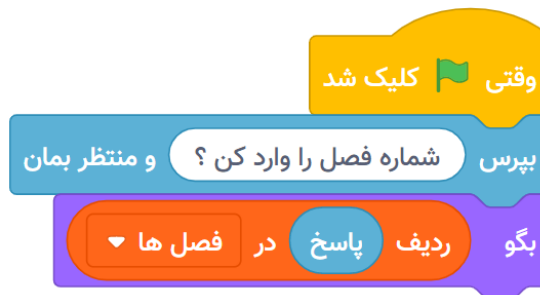 وقتی کلیک شد
بپرس شماره فصل را وارد کن ؟ و منتظر بمان
بگو ردیف پاسخ در فصل ها